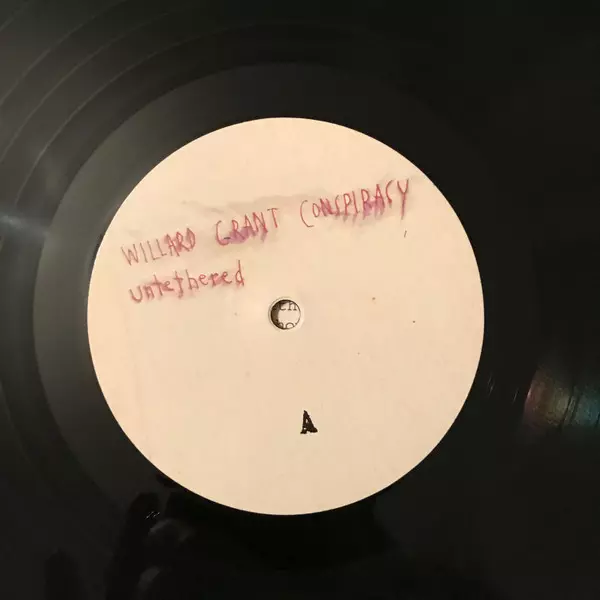 WILLARD GRANT CONSPIRACY
untethered
A